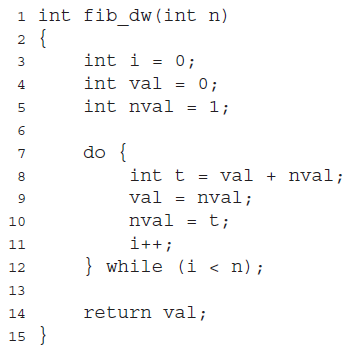 1 int fib_dw(int n)
2 {
3     int i = 0;
4     int val = 0;
5     int nval = 1;
6
7     do {
8         int t = val + nval;
9         val = nval;
10         nval = t;
11         i++;
12     } while (i < n);
13
14     return val;
15 }